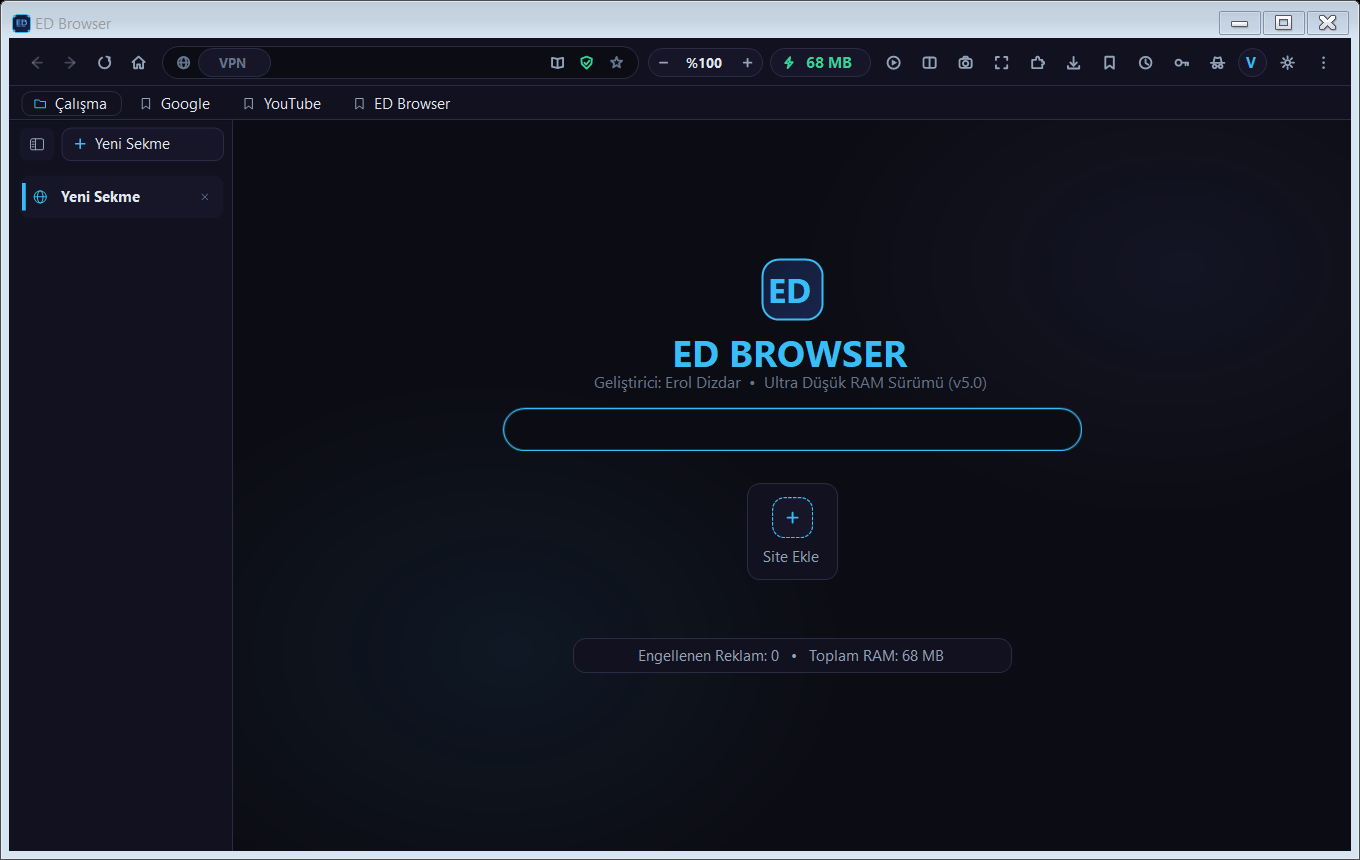 ED ED Browser
VPN %100 68 MB V
Çalışma Google YouTube ED Browser
Yeni Sekme
Yeni Sekme
ED
ED BROWSER
Geliştirici: Erol Dizdar • Ultra Düşük RAM Sürümü (v5.0)
Site Ekle
Engellenen Reklam: 0 • Toplam RAM: 68 MB